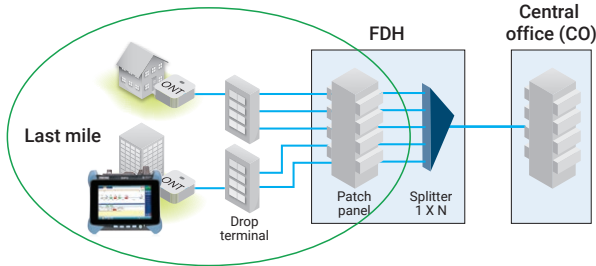 Central
office (CO)
FDH
ONT
Last mile
ONT
Drop
terminal
Patch
panel
Splitter
1 X N